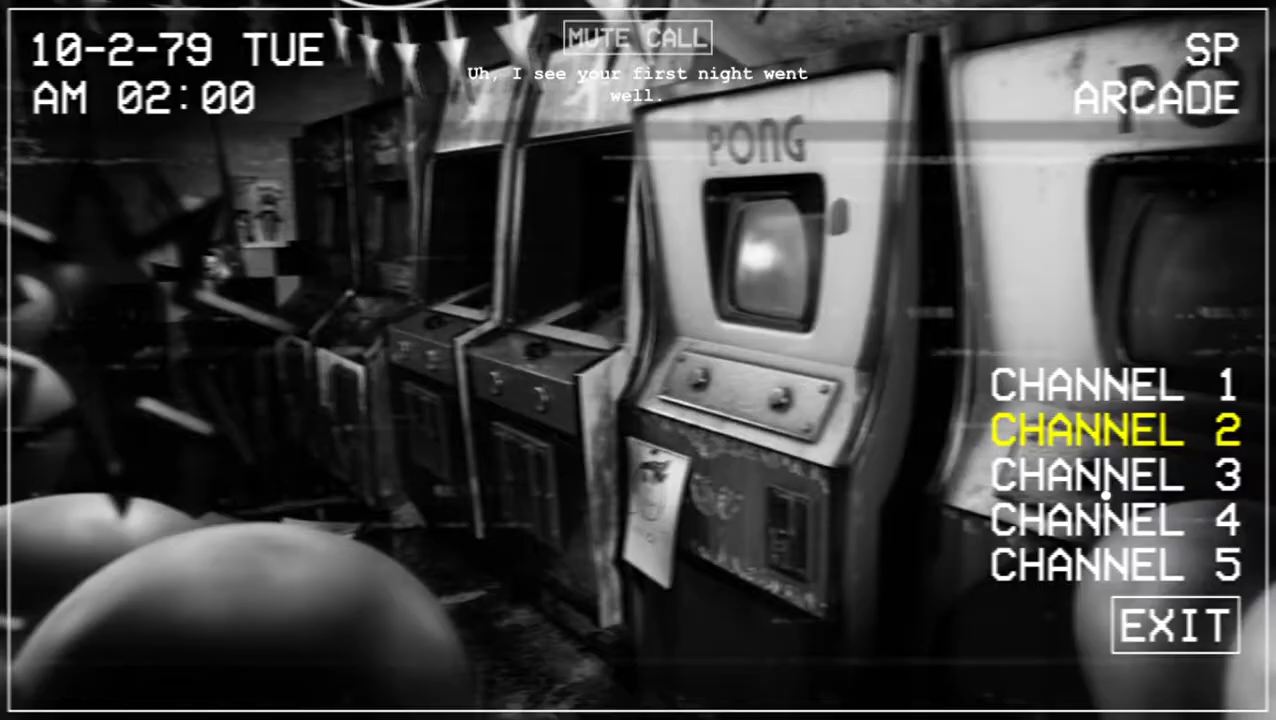 10-2-79 TUE
AM 02:00
MUTE CALL
Uh, I see your first night went
well.
SP
ARCADE
PONG
PO
CHANNEL 1
CHANNEL 2
CHANNEL 3
CHANNEL 4
CHANNEL 5
EXIT